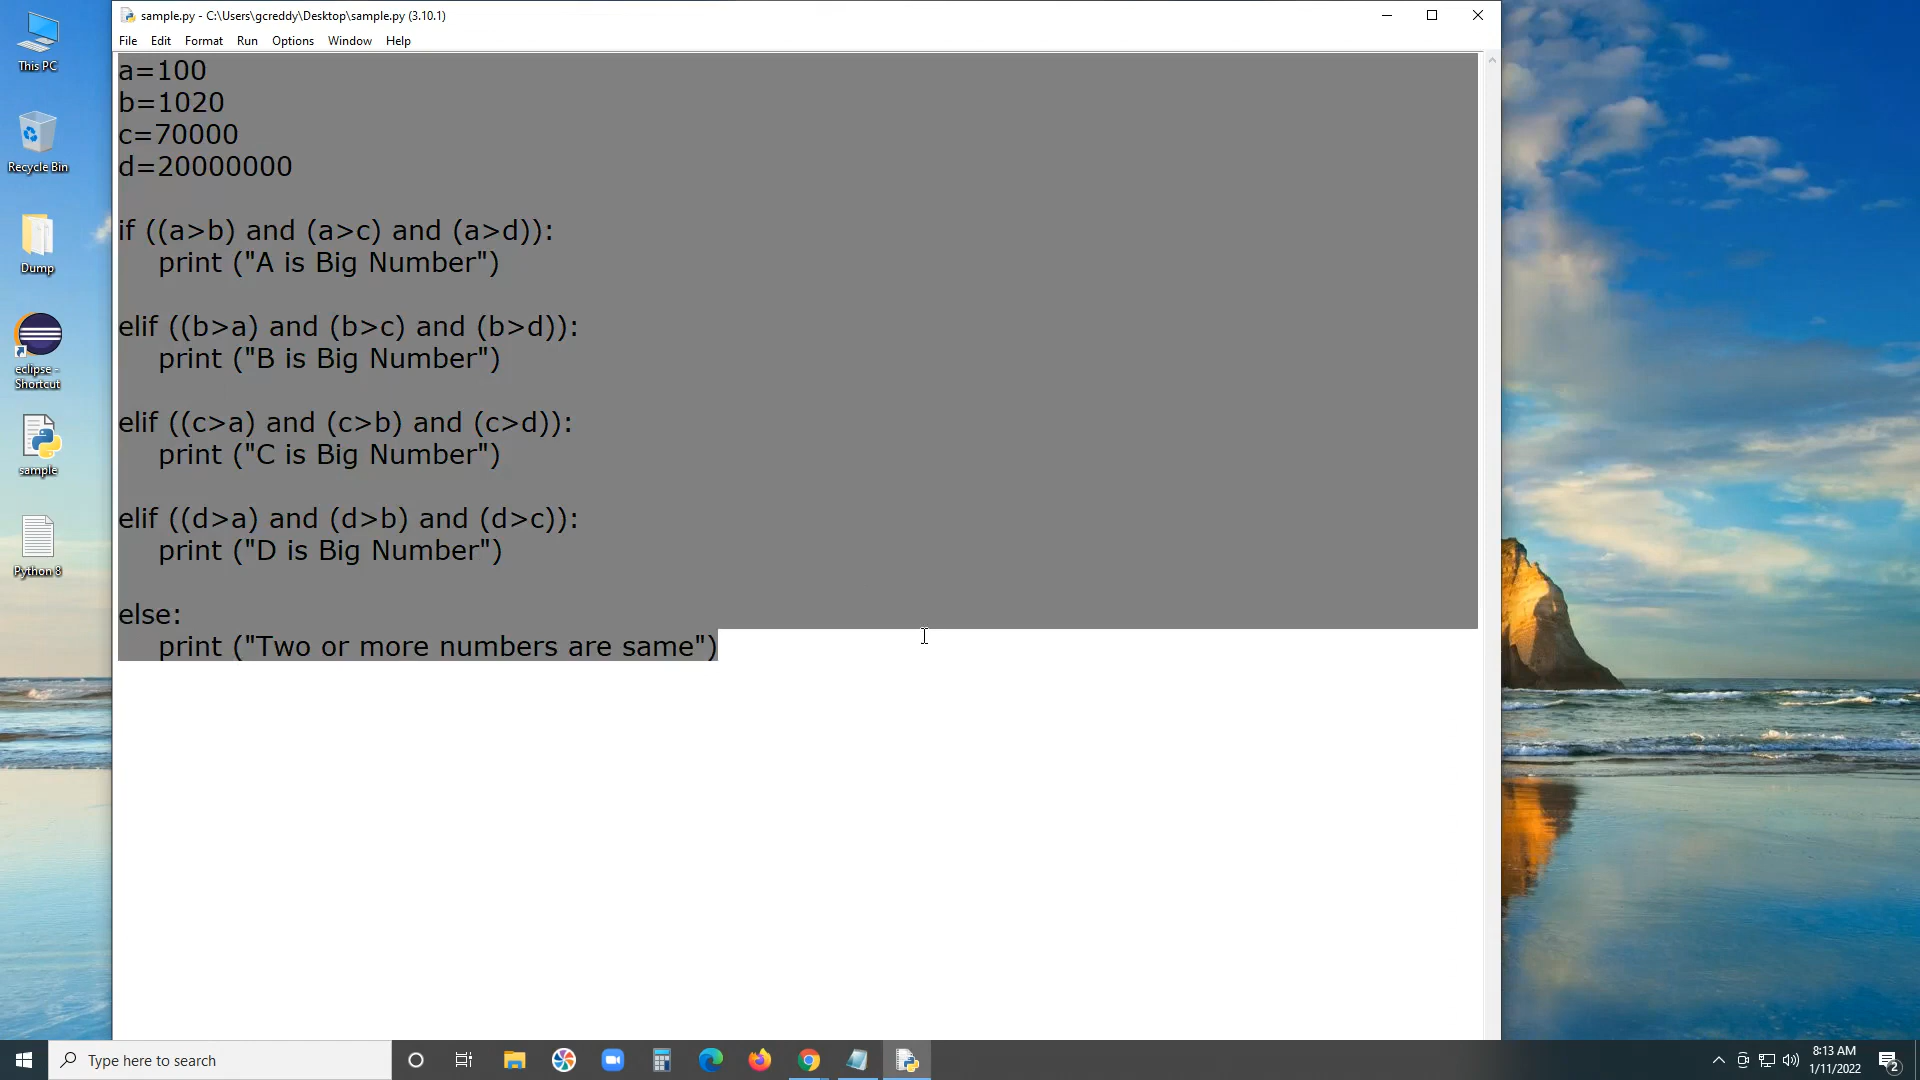 sample.py - C:\Users\gcreddy\Desktop\sample.py (3.10.1)
File Edit Format Run Options Window Help
a=100
b=1020
c=70000
d=20000000
if ((a>b) and (a>c) and (a>d)):
print ("A is Big Number")
elif ((b>a) and (b>c) and (b>d)):
print ("B is Big Number")
elif ((c>a) and (c>b) and (c>d)):
print ("C is Big Number")
elif ((d>a) and (d>b) and (d>c)):
print ("D is Big Number")
else:
print ("Two or more numbers are same")
This PC
Recycle Bin
Dump
eclipse -
Shortcut
sample
Python 8
Type here to search
8:13 AM
1/11/2022
2